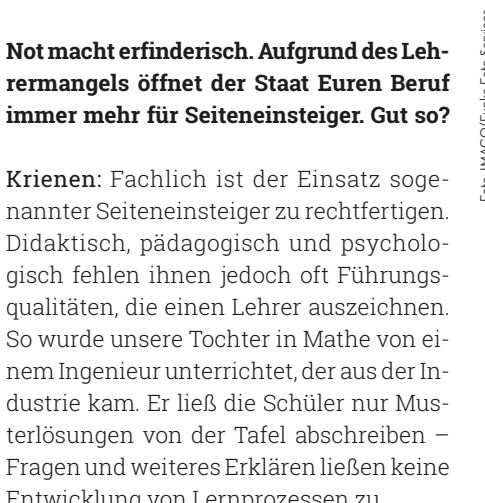 Not macht erfinderisch. Aufgrund des Leh-
rermangels öffnet der Staat Euren Beruf
immer mehr für Seiteneinsteiger. Gut so?
Krienen: Fachlich ist der Einsatz soge-
nannter Seiteneinsteiger zu rechtfertigen.
Didaktisch, pädagogisch und psycholo-
gisch fehlen ihnen jedoch oft Führungs-
qualitäten, die einen Lehrer auszeichnen.
So wurde unsere Tochter in Mathe von ei-
nem Ingenieur unterrichtet, der aus der In-
dustrie kam. Er ließ die Schüler nur Mus-
terlösungen von der Tafel abschreiben –
Fragen und weiteres Erklären ließen keine
Entwicklung von Lernprozessen zu.